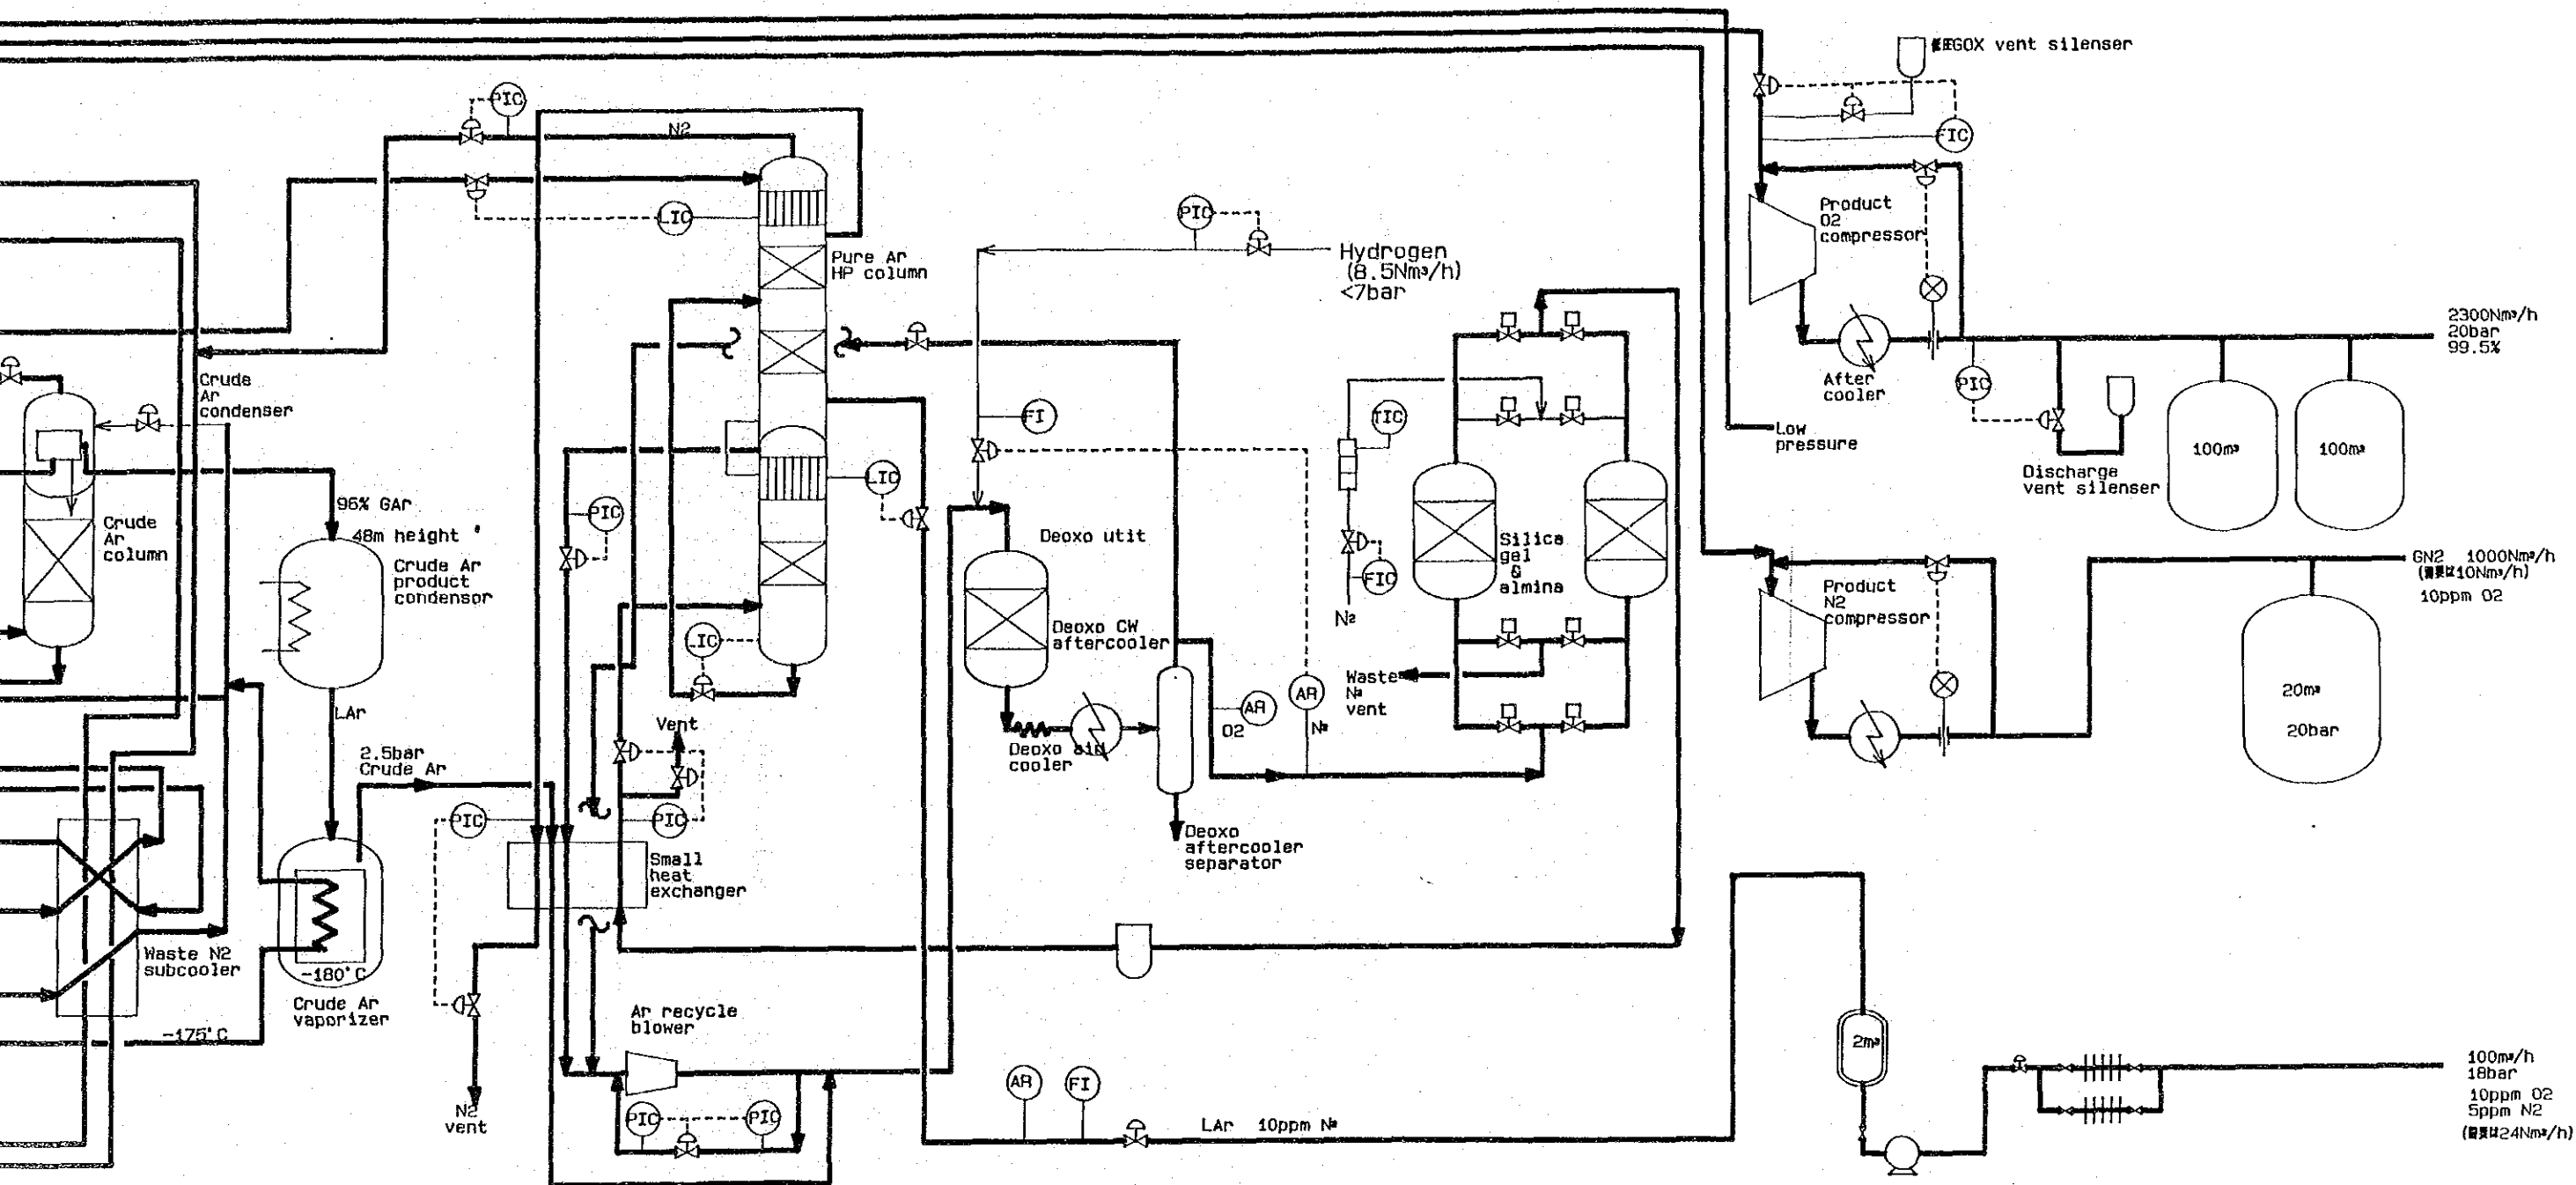 GOX vent silenser
PIC
N2
FIC
LIC
PIC
Product
O2
compressor
Pure Ar
HP column
Hydrogen
(8.5Nm³/h)
<7bar
2300Nm³/h
20bar
99.5%
Crude
Ar
condenser
After
cooler
PIC
FI
TIC
Low
pressure
100m³
100m³
Discharge
vent silenser
LIC
96% GAr
48m height
PIC
Crude
Ar
column
Deoxo utit
Silica
gel
&
almina
Crude Ar
product
condensor
FIC
N2
GN2 1000Nm³/h
10Nm³/h)
10ppm O2
Product
N2
compressor
Deoxo CW
aftercooler
LIC
Waste
N2
vent
AR
N2
AR
O2
20m³
20bar
LAr
Vent
Deoxo
cooler
2.5bar
Crude Ar
PIC
PIC
Deoxo
aftercooler
separator
Small
heat
exchanger
Waste N2
subcooler
-180°C
Crude Ar
vaporizer
-175°C
Ar recycle
blower
N2
vent
PIC
PIC
AR
FI
LAr 10ppm N2
2m³
100m³/h
18bar
10ppm O2
5ppm N2
24Nm³/h)